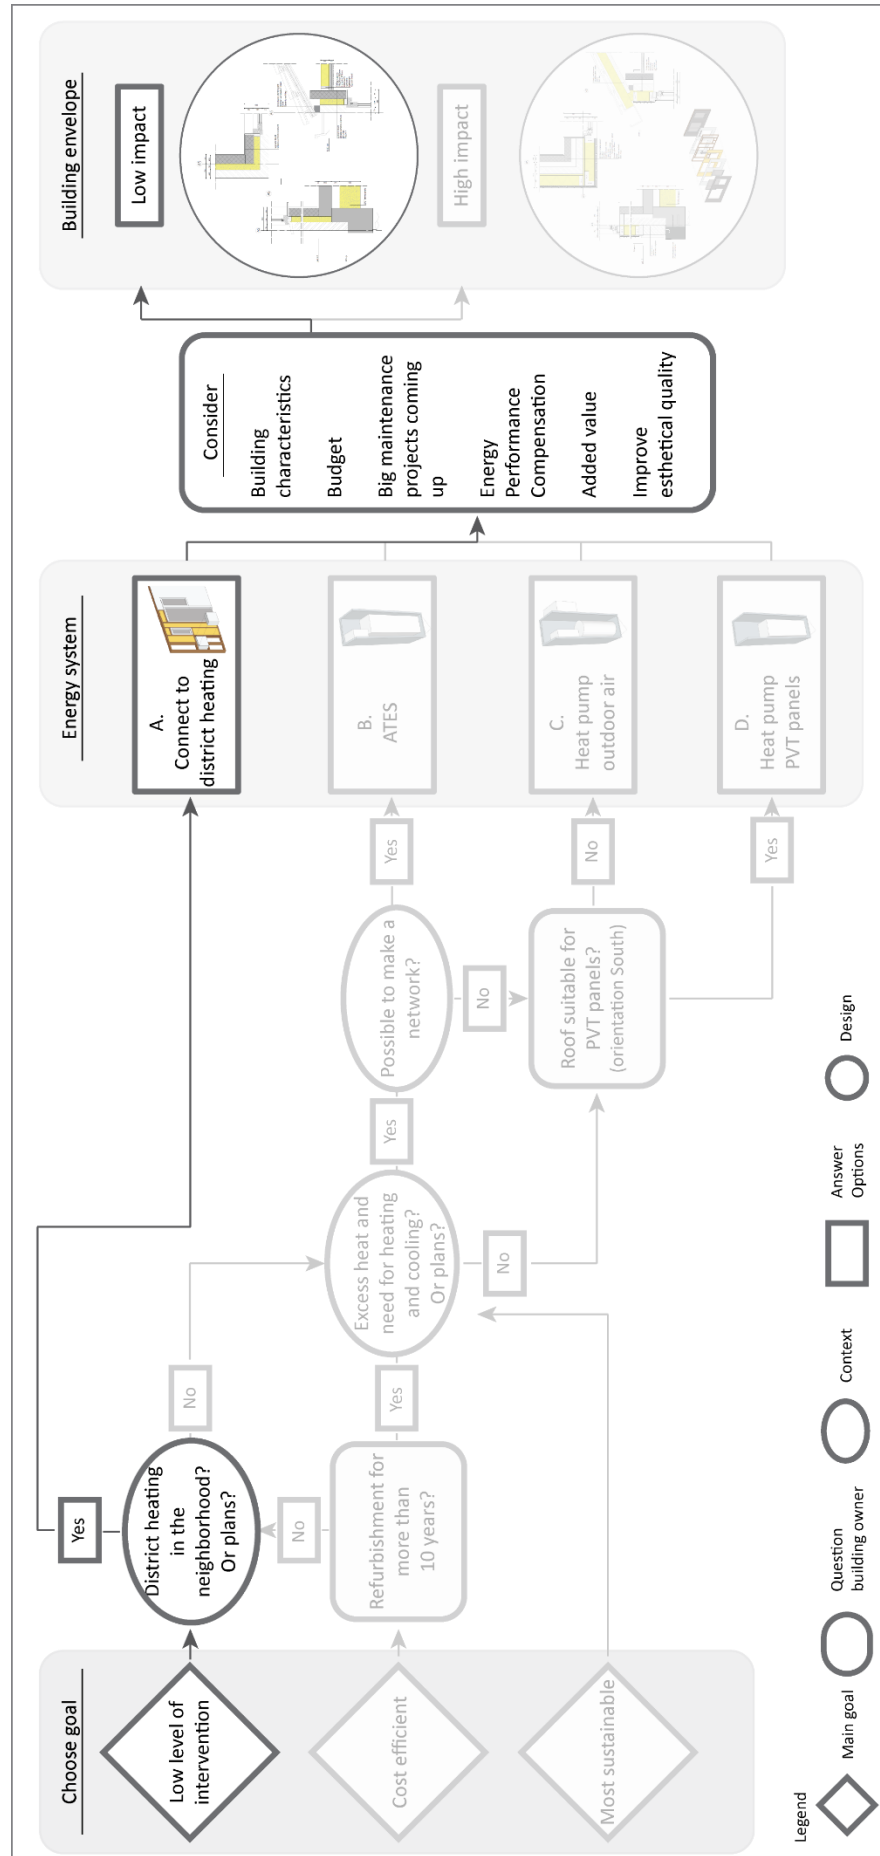 Choose goal
Low level of
intervention
Cost efficient
Most sustainable
Yes
District heating
in the
neighborhood?
Or plans?
No
No
Refurbishment for
more than
10 years?
Yes
Excess heat and
need for heating
and cooling?
Or plans?
Yes
No
Possible to make a
network?
Yes
No
Roof suitable for
PVT panels?
(orientation South)
No
Yes
Energy system
A.
Connect to
district heating
B.
ATES
C.
Heat pump
outdoor air
D.
Heat pump
PVT panels
Consider
Building
characteristics
Budget
Big maintenance
projects coming
up
Energy
Performance
Compensation
Added value
Improve
esthetical quality
Building envelope
Low impact
High impact
Legend
Main goal
Question
building owner
Context
Answer
Options
Design